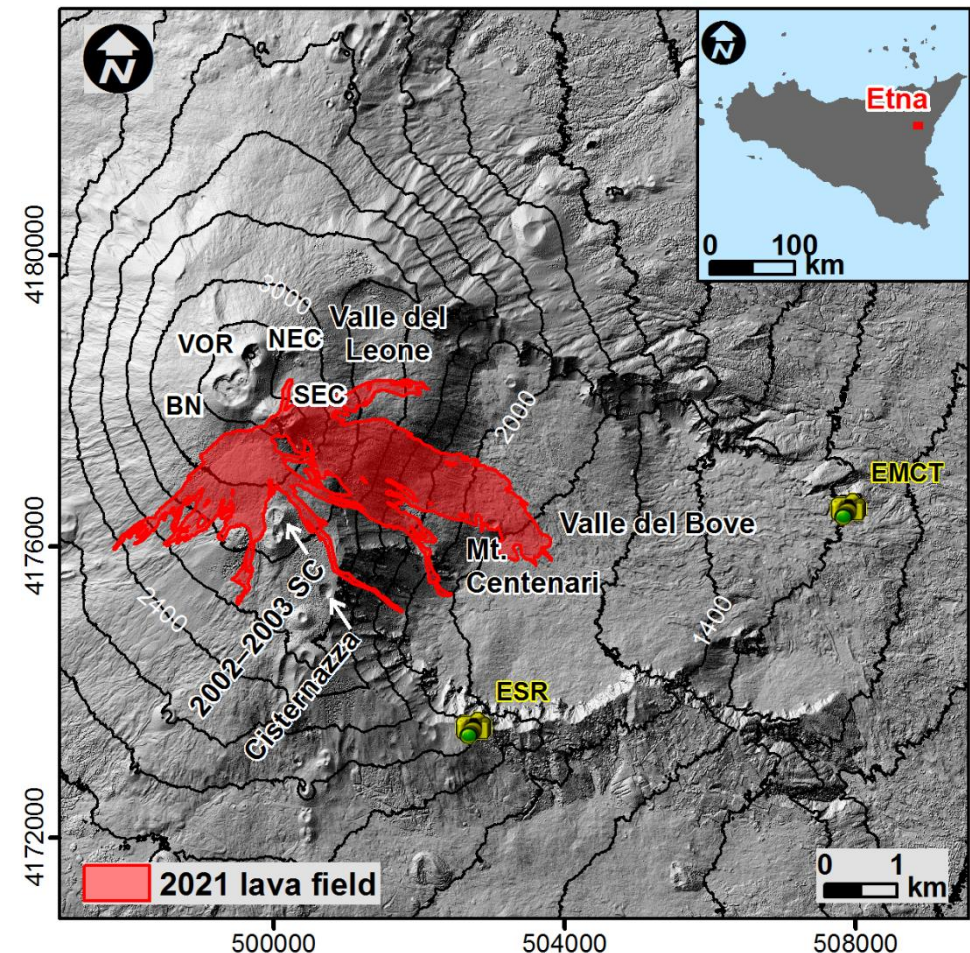 N
N
Etna
0 100
km
4180000
3000
VOR
NEC
Valle del
Leone
BN
SEC
2000
EMCT
4176000
Valle del Bove
Mt.
Centenari
2400
2002–2003 SC
Cisternazza
1400
ESR
4172000
2021 lava field
0 1
km
500000
504000
508000